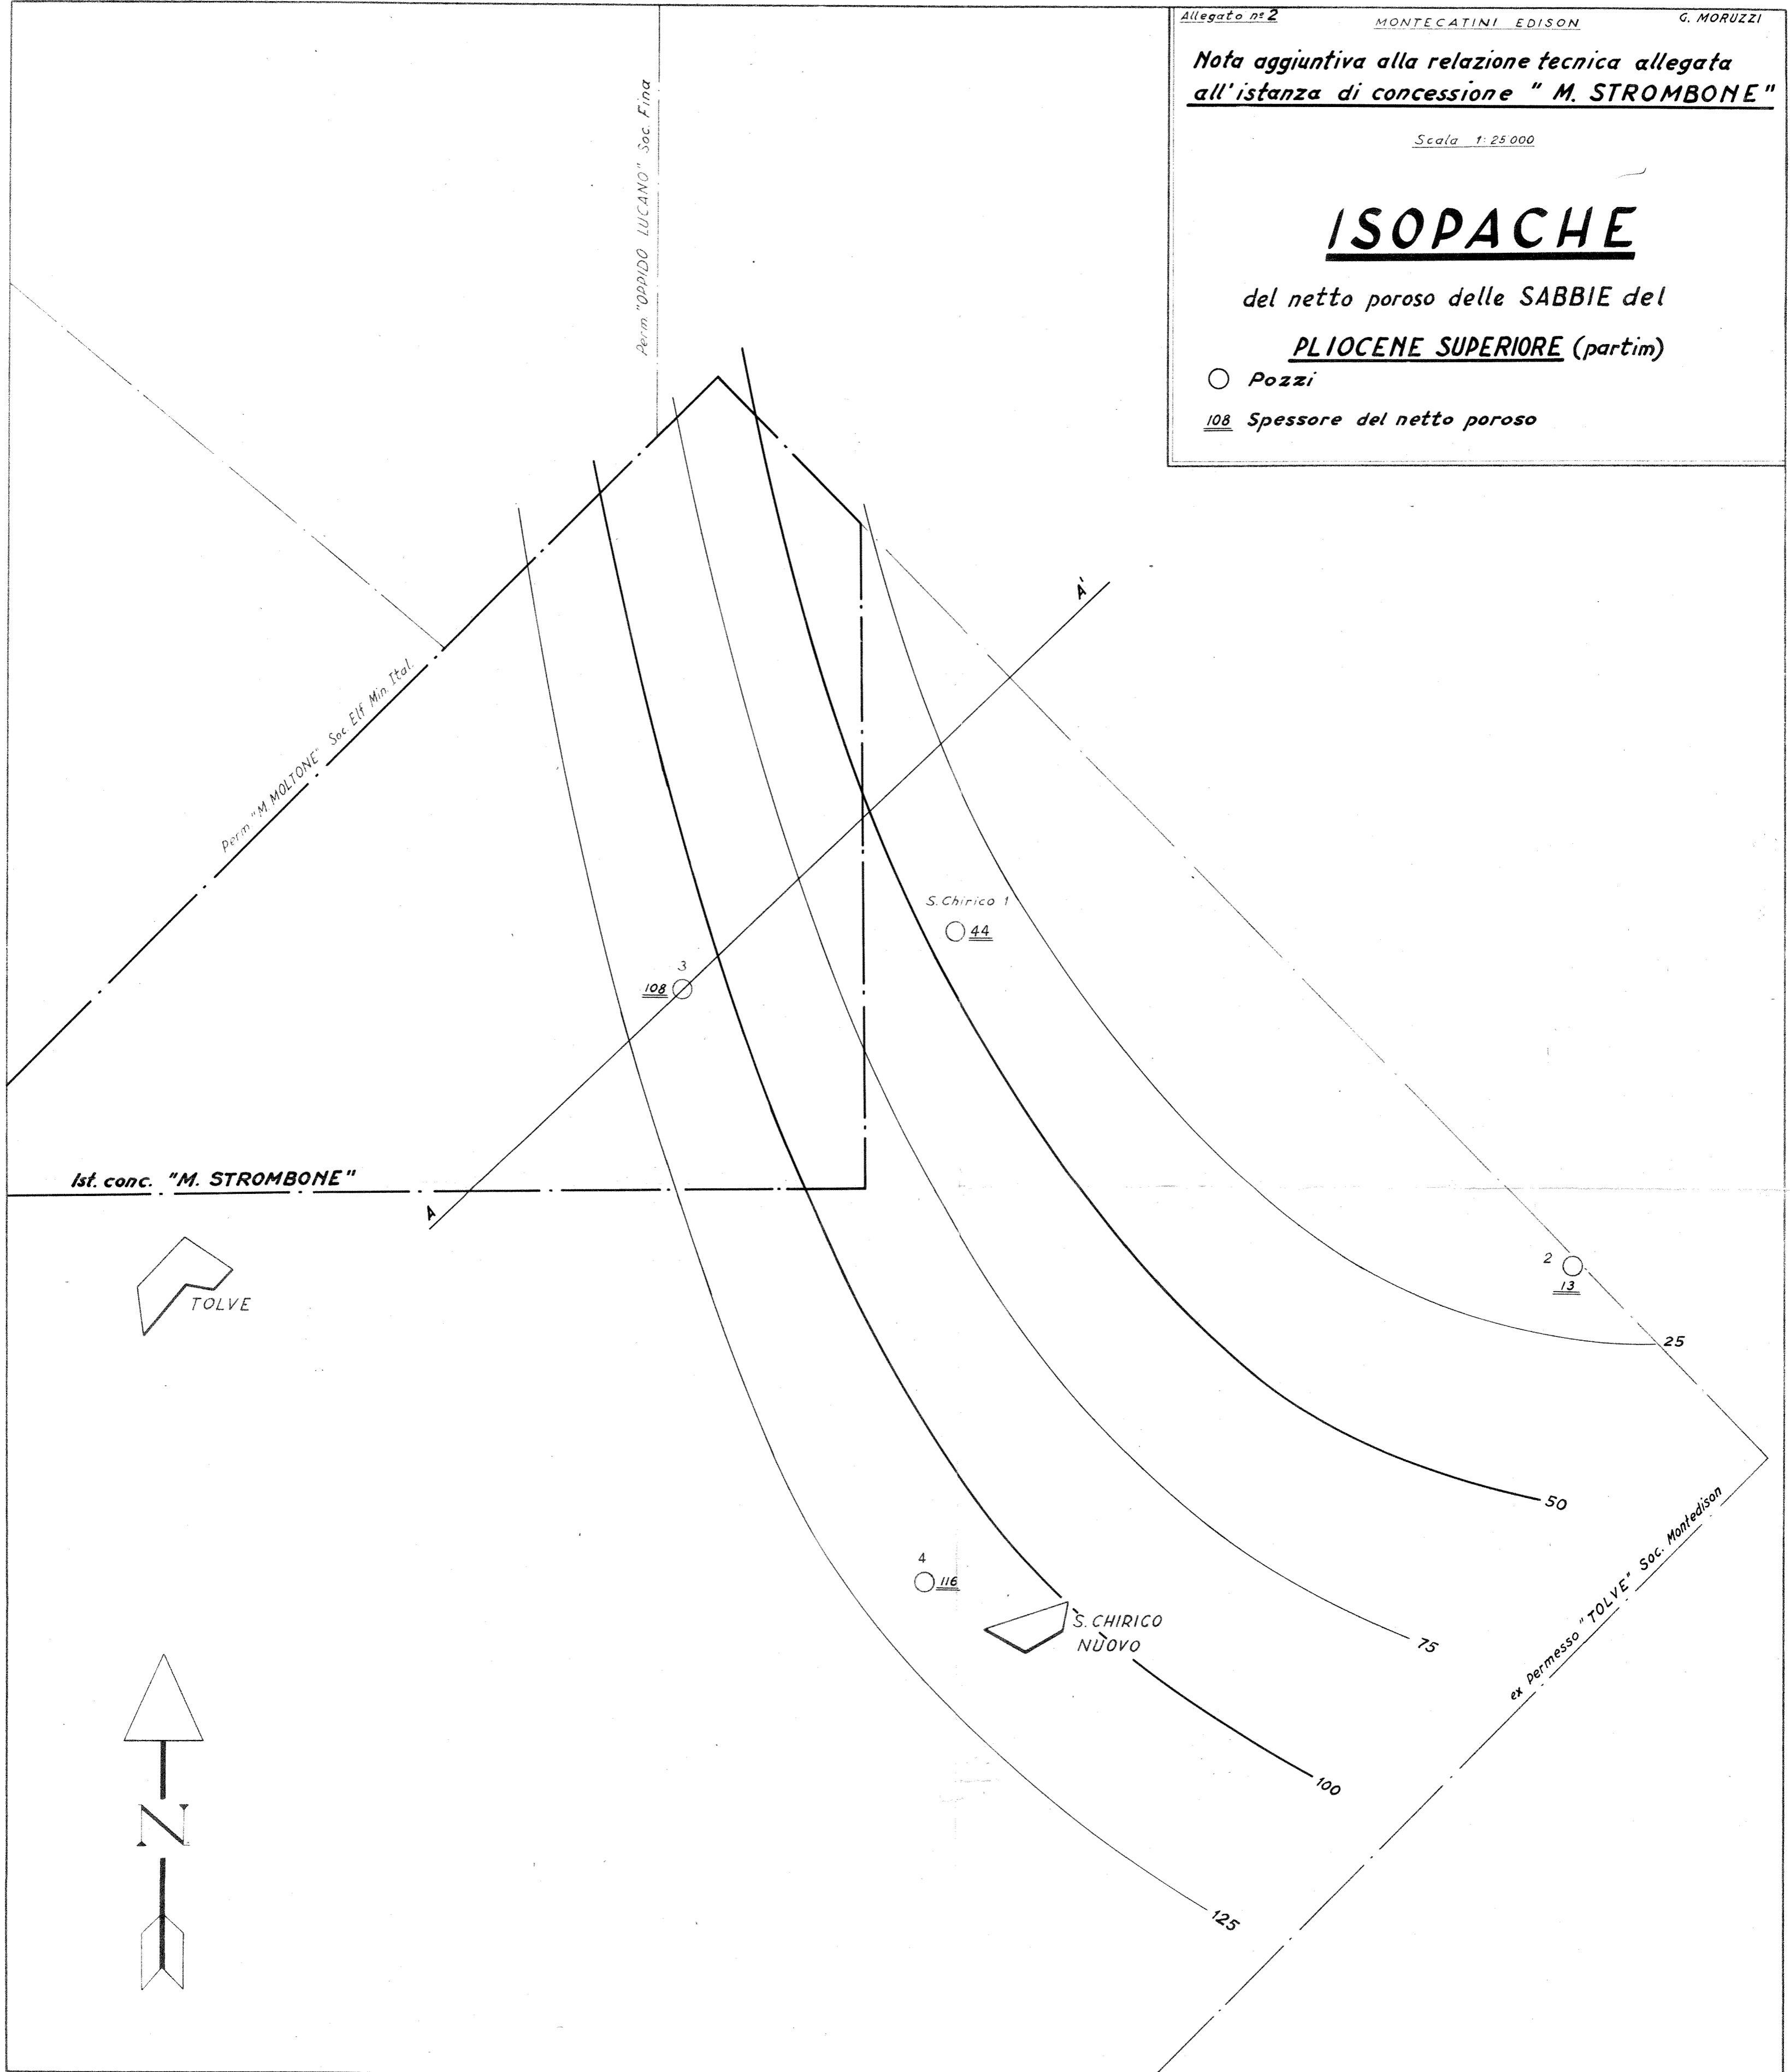 Allegato nº 2
MONTECATINI EDISON
G. MORUZZI
Nota aggiuntiva alla relazione tecnica allegata
all'istanza di concessione " M. STROMBONE"
Scala 1:25000
ISOPACHE
del netto poroso delle SABBIE del
PLIOCENE SUPERIORE (partim)
Pozzi
108 Spessore del netto poroso
Perm. "OPPIDO LUCANO" Soc. Fina
Perm "M. MOLTONE" Soc. Elf Min. Ital.
A'
S. Chirico 1
44
3
108
Ist. conc. "M. STROMBONE"
A
TOLVE
2
13
25
50
4
116
S. CHIRICO
NUOVO
75
ex permesso "TOLVE" Soc. Montedison
100
125
N